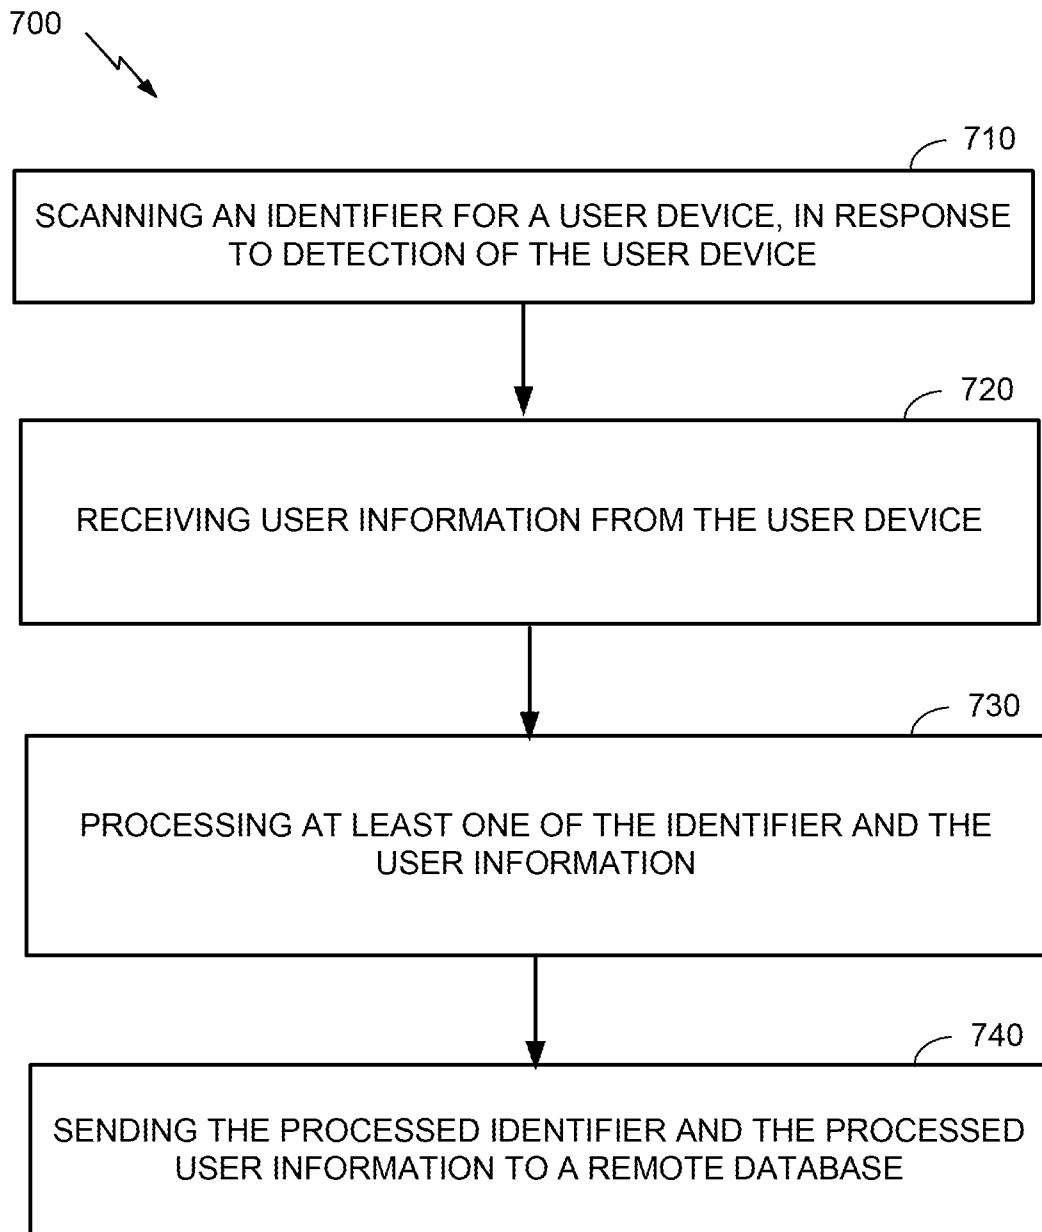 700
710
SCANNING AN IDENTIFIER FOR A USER DEVICE, IN RESPONSE
TO DETECTION OF THE USER DEVICE
720
RECEIVING USER INFORMATION FROM THE USER DEVICE
730
PROCESSING AT LEAST ONE OF THE IDENTIFIER AND THE
USER INFORMATION
740
SENDING THE PROCESSED IDENTIFIER AND THE PROCESSED
USER INFORMATION TO A REMOTE DATABASE